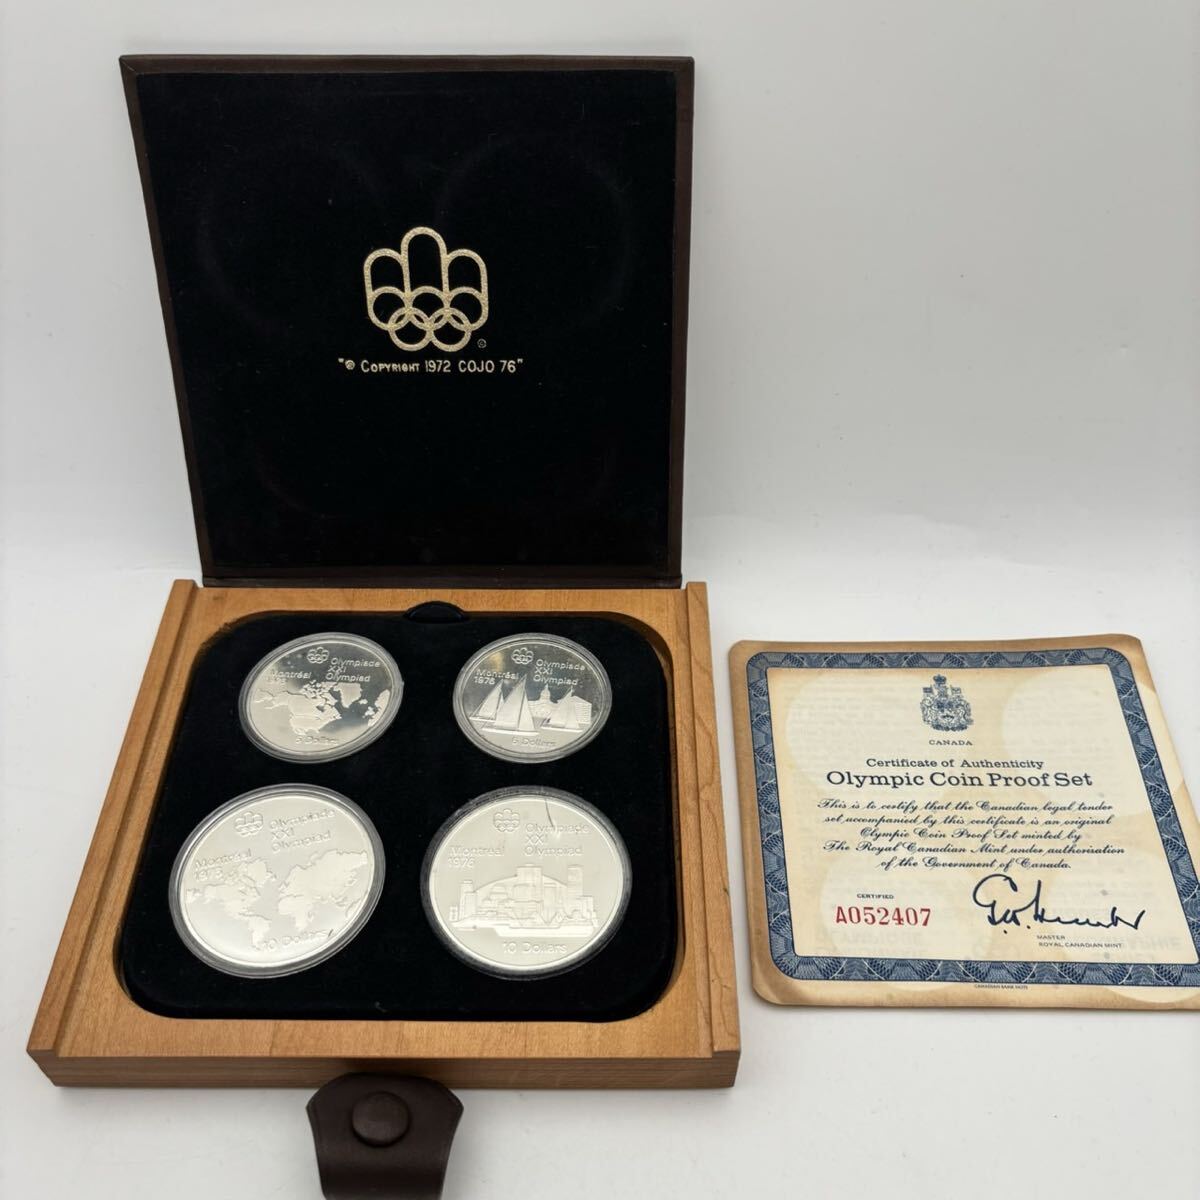 ®
"© COPYRIGHT 1972 COJO 76"
Olympiade
XXI
Olympiad
Montréal
5 Dollars
Olympiade
XXI
Olympiad
Montréal
1976
5 Dollars
Olympiade
XXI
Olympiad
Montréal
1976
10 Dollars
Olympiade
XXI
Olympiad
Montréal
1976
10 Dollars
CANADA
Certificate of Authenticity
Olympic Coin Proof Set
This is to certify that the Canadian legal tender
set accompanied by this certificate is an original
Olympic Coin Proof Set minted by
The Royal Canadian Mint under authorisation
of the Government of Canada.
CERTIFIED
A052407
MASTER
ROYAL CANADIAN MINT
CANADIAN BANK NOTE